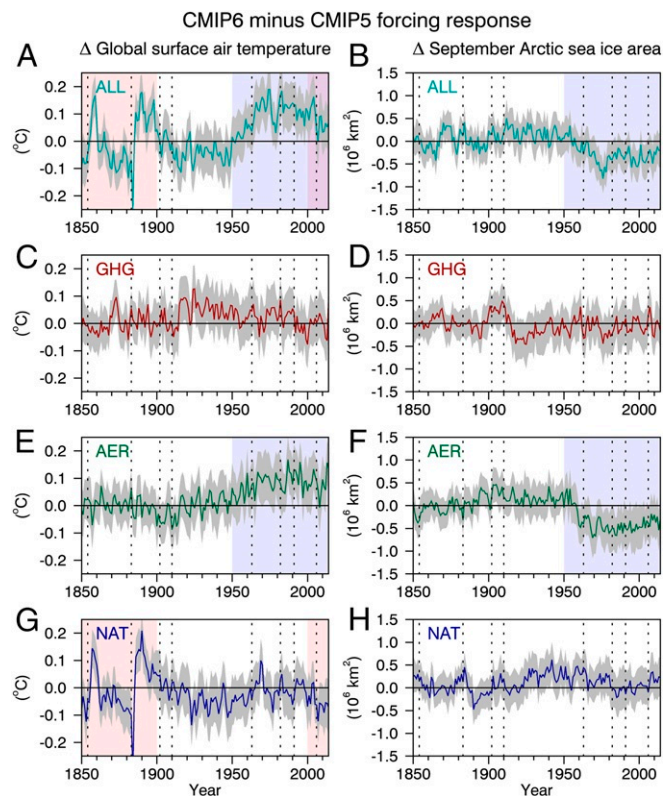 CMIP6 minus CMIP5 forcing response
Δ Global surface air temperature
Δ September Arctic sea ice area
A
ALL
(°C)
0.2
0.1
0.0
-0.1
-0.2
1850 1900 1950 2000
B
ALL
(10⁶ km²)
1.5
1.0
0.5
0.0
-0.5
-1.0
-1.5
1850 1900 1950 2000
C
GHG
(°C)
0.2
0.1
0.0
-0.1
-0.2
1850 1900 1950 2000
D
GHG
(10⁶ km²)
1.5
1.0
0.5
0.0
-0.5
-1.0
-1.5
1850 1900 1950 2000
E
AER
(°C)
0.2
0.1
0.0
-0.1
-0.2
1850 1900 1950 2000
F
AER
(10⁶ km²)
1.5
1.0
0.5
0.0
-0.5
-1.0
-1.5
1850 1900 1950 2000
G
NAT
(°C)
0.2
0.1
0.0
-0.1
-0.2
1850 1900 1950 2000
Year
H
NAT
(10⁶ km²)
1.5
1.0
0.5
0.0
-0.5
-1.0
-1.5
1850 1900 1950 2000
Year